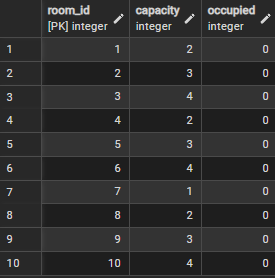 room_id capacity occupied
[PK] integer integer integer
1 1 2 0
2 2 3 0
3 3 4 0
4 4 2 0
5 5 3 0
6 6 4 0
7 7 1 0
8 8 2 0
9 9 3 0
10 10 4 0